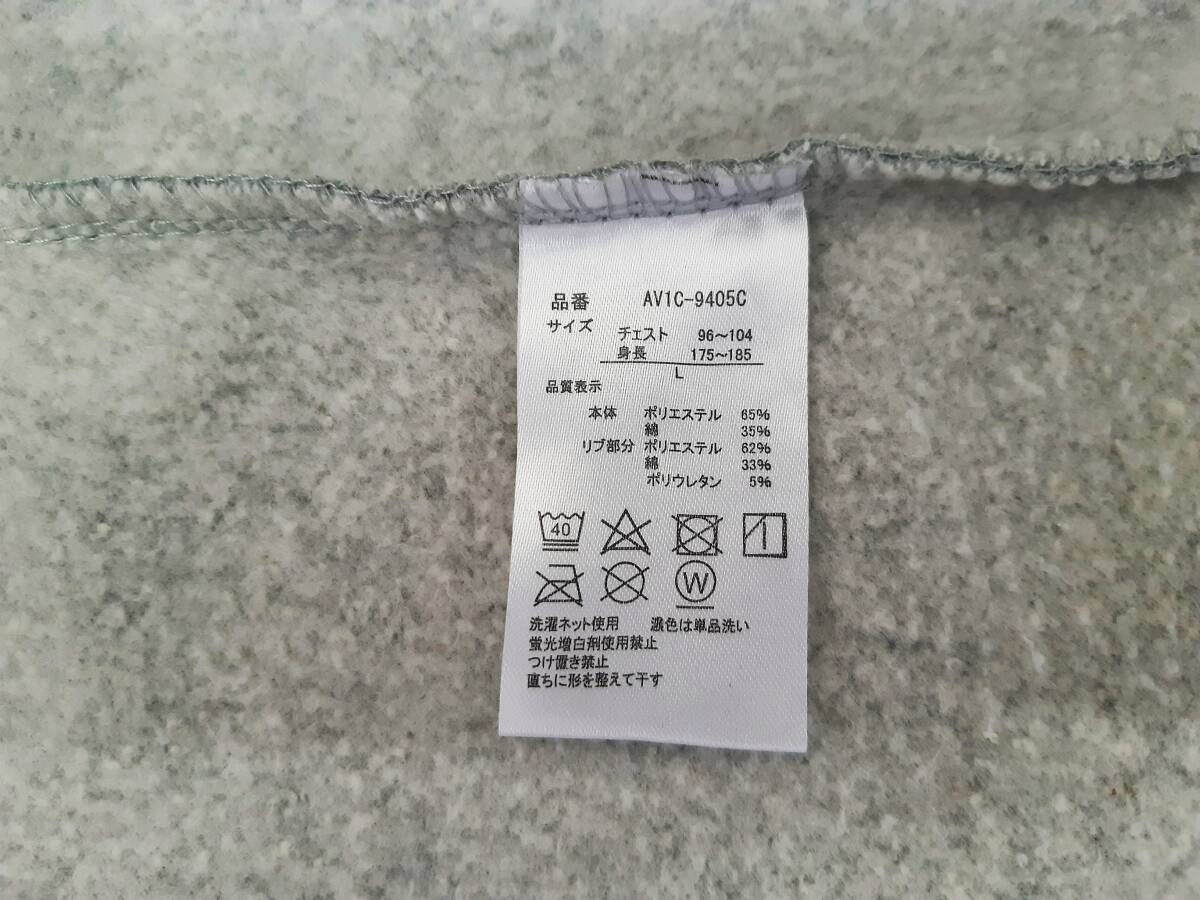 品番 AV1C-9405C
サイズ チェスト 96～104
身長 175～185
L
品質表示
本体 ポリエステル 65%
綿 35%
リブ部分 ポリエステル 62%
綿 33%
ポリウレタン 5%
40
W
洗濯ネット使用 濃色は単品洗い
蛍光増白剤使用禁止
つけ置き禁止
直ちに形を整えて干す